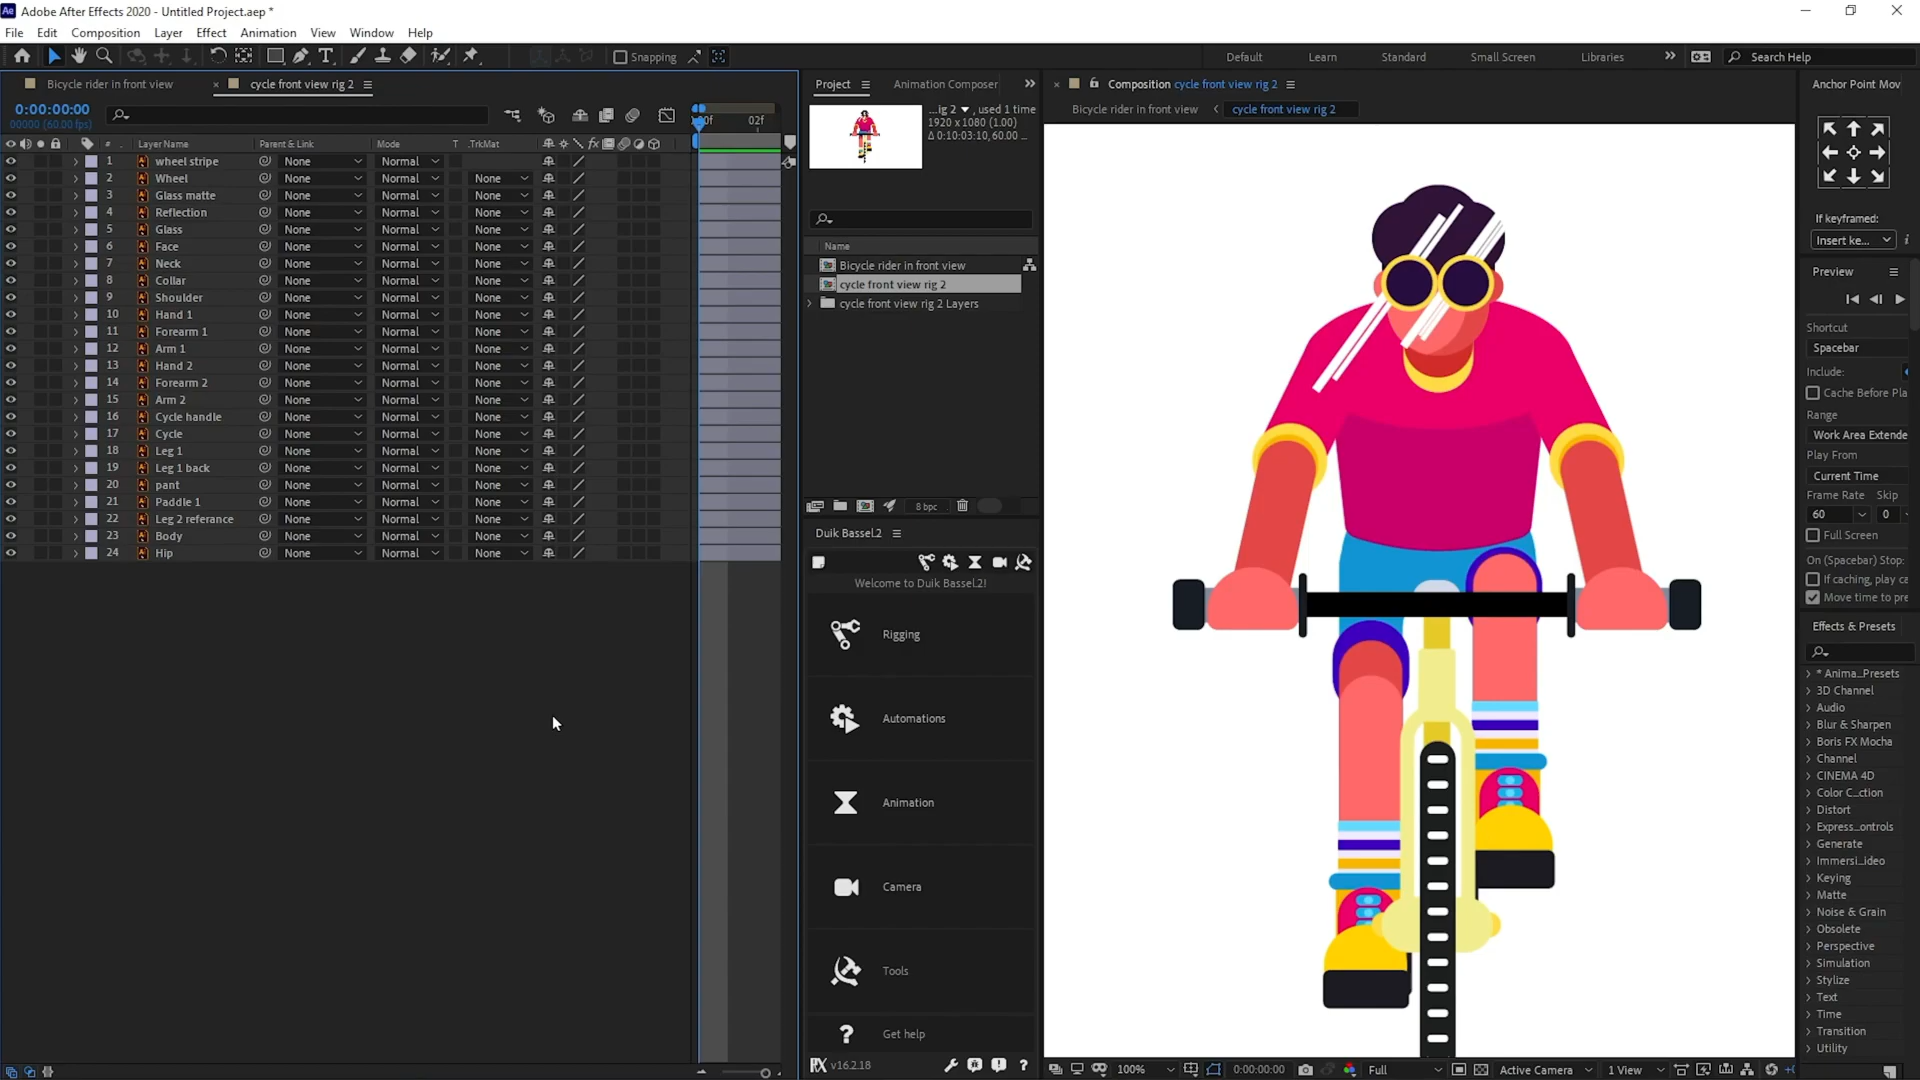 Ae Adobe After Effects 2020 - Untitled Project.aep *
File Edit Composition Layer Effect Animation View Window Help
Snapping Default Learn Standard Small Screen Libraries Search Help
Bicycle rider in front view × cycle front view rig 2
0:00:00:00
00000 (60.00 fps)
02f
# Layer Name Parent & Link Mode T .TrkMat fx
1 wheel stripe None Normal
2 Wheel None Normal None
3 Glass matte None Normal None
4 Reflection None Normal None
5 Glass None Normal None
6 Face None Normal None
7 Neck None Normal None
8 Collar None Normal None
9 Shoulder None Normal None
10 Hand 1 None Normal None
11 Forearm 1 None Normal None
12 Arm 1 None Normal None
13 Hand 2 None Normal None
14 Forearm 2 None Normal None
15 Arm 2 None Normal None
16 Cycle handle None Normal None
17 Cycle None Normal None
18 Leg 1 None Normal None
19 Leg 1 back None Normal None
20 pant None Normal None
21 Paddle 1 None Normal None
22 Leg 2 referance None Normal None
23 Body None Normal None
24 Hip None Normal None
Project Animation Composer
...ig 2 , used 1 time
1920 x 1080 (1.00)
Δ 0:10:03:10, 60.00 ...
Name
Bicycle rider in front view
cycle front view rig 2
cycle front view rig 2 Layers
8 bpc
Duik Bassel.2
Welcome to Duik Bassel.2!
Rigging
Automations
Animation
Camera
Tools
? Get help
v16.2.18 ?
× Composition cycle front view rig 2
Bicycle rider in front view cycle front view rig 2
100% 0:00:00:00 Full Active Camera 1 View
Anchor Point Mov
If keyframed:
Insert ke...
Preview
Shortcut
Spacebar
Include:
Cache Before Pla
Range
Work Area Extende
Play From
Current Time
Frame Rate Skip
60 0
Full Screen
On (Spacebar) Stop:
If caching, play ca
Move time to pre
Effects & Presets
* Anima_Presets
3D Channel
Audio
Blur & Sharpen
Boris FX Mocha
Channel
CINEMA 4D
Color C...ction
Distort
Express...ontrols
Generate
Immersi...ideo
Keying
Matte
Noise & Grain
Obsolete
Perspective
Simulation
Stylize
Text
Time
Transition
Utility